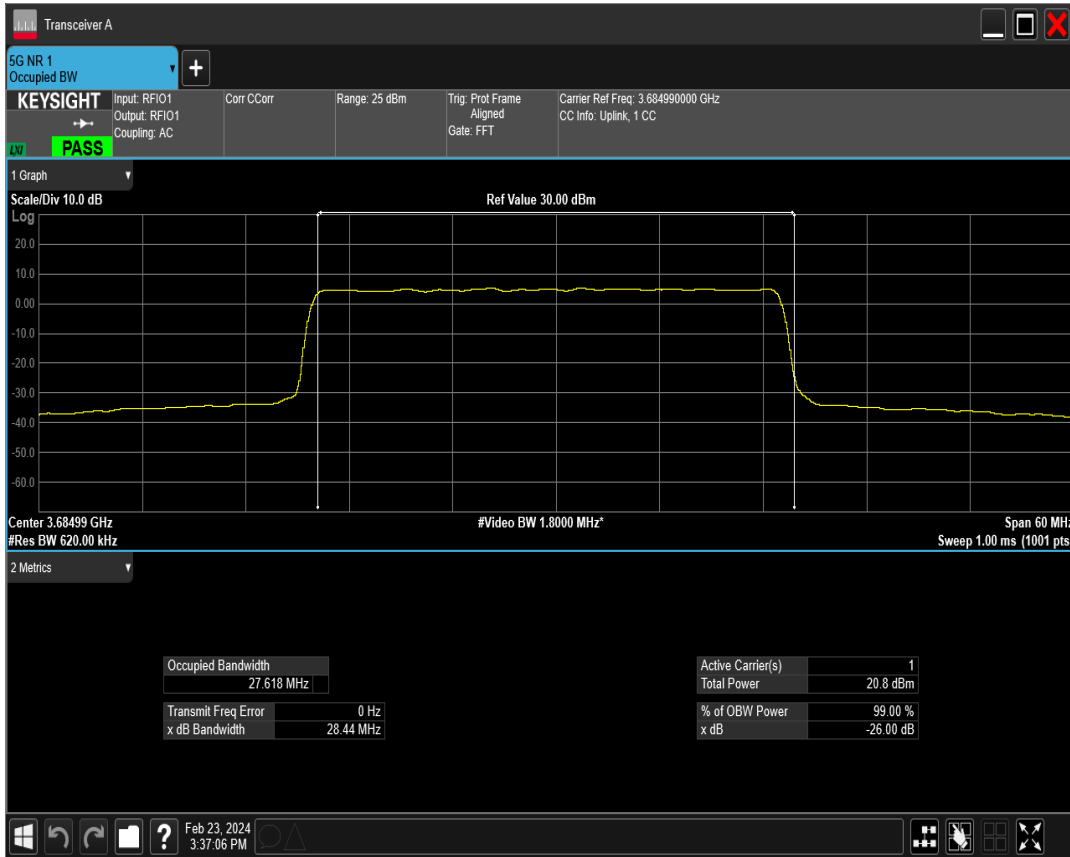 Transceiver A
5G NR 1
Occupied BW
KEYSIGHT
LXI
PASS
Input: RFIO1
Output: RFIO1
Coupling: AC
Corr CCorr
Range: 25 dBm
Trig: Prot Frame
Aligned
Gate: FFT
Carrier Ref Freq: 3.684990000 GHz
CC Info: Uplink, 1 CC
1 Graph
Scale/Div 10.0 dB
Ref Value 30.00 dBm
Log
20.0
10.0
0.00
-10.0
-20.0
-30.0
-40.0
-50.0
-60.0
Center 3.68499 GHz
#Video BW 1.8000 MHz*
Span 60 MHz
#Res BW 620.00 kHz
Sweep 1.00 ms (1001 pts
2 Metrics
Occupied Bandwidth
27.618 MHz
Transmit Freq Error 0 Hz
x dB Bandwidth 28.44 MHz
Active Carrier(s) 1
Total Power 20.8 dBm
% of OBW Power 99.00 %
x dB -26.00 dB
?
Feb 23, 2024
3:37:06 PM